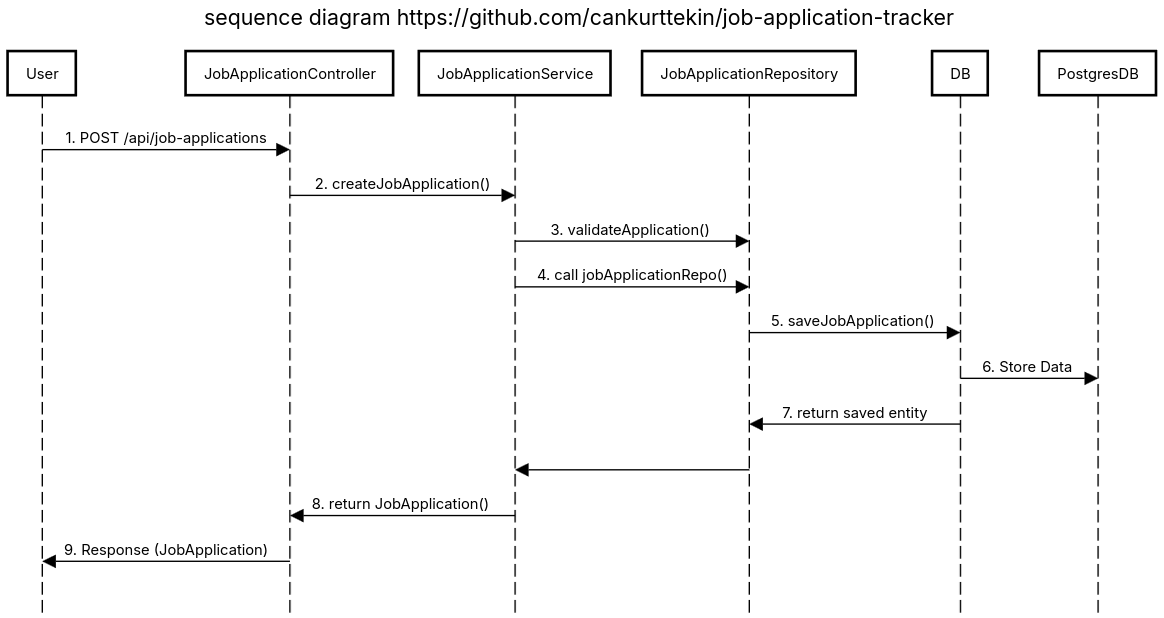 sequence diagram https://github.com/cankurttekin/job-application-tracker
User
JobApplicationController
JobApplicationService
JobApplicationRepository
DB
PostgresDB
1. POST /api/job-applications
2. createJobApplication()
3. validateApplication()
4. call jobApplicationRepo()
5. saveJobApplication()
6. Store Data
7. return saved entity
8. return JobApplication()
9. Response (JobApplication)